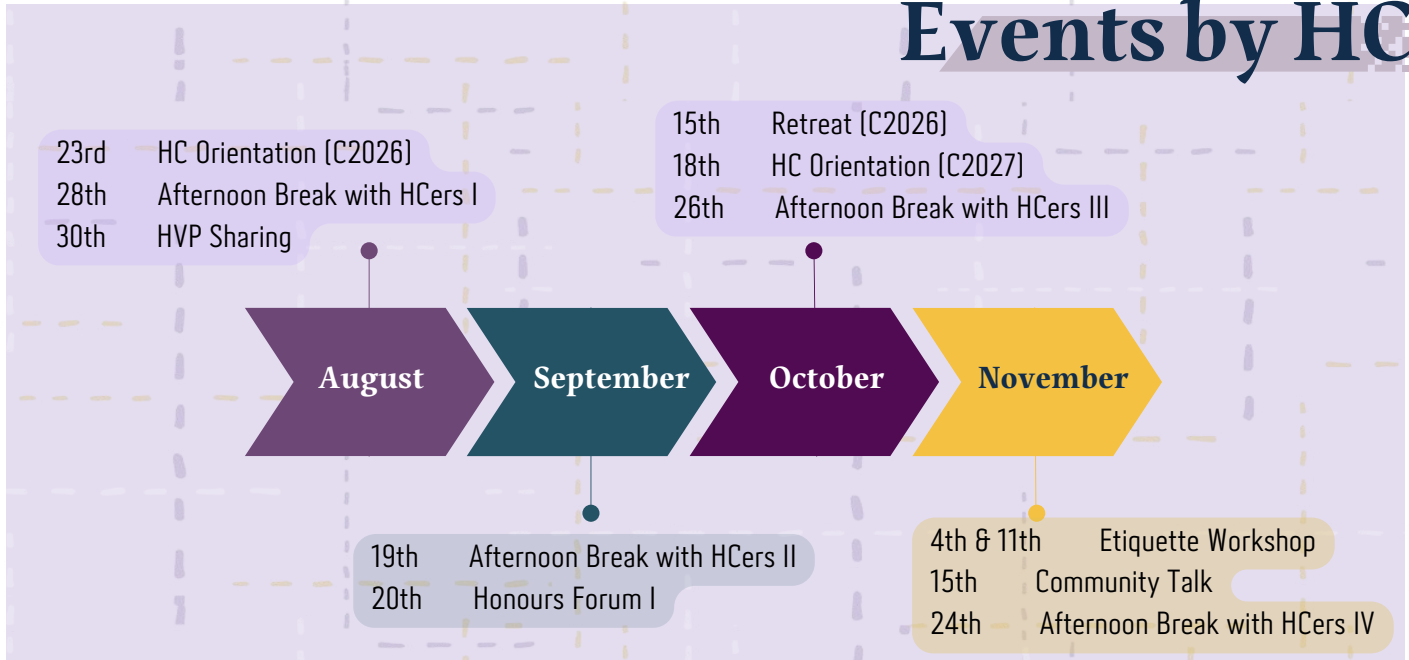 Events by HC
23rd HC Orientation (C2026)
28th Afternoon Break with HCers I
30th HVP Sharing
15th Retreat (C2026)
18th HC Orientation (C2027)
26th Afternoon Break with HCers III
August
September
October
November
19th Afternoon Break with HCers II
20th Honours Forum I
4th & 11th Etiquette Workshop
15th Community Talk
24th Afternoon Break with HCers IV